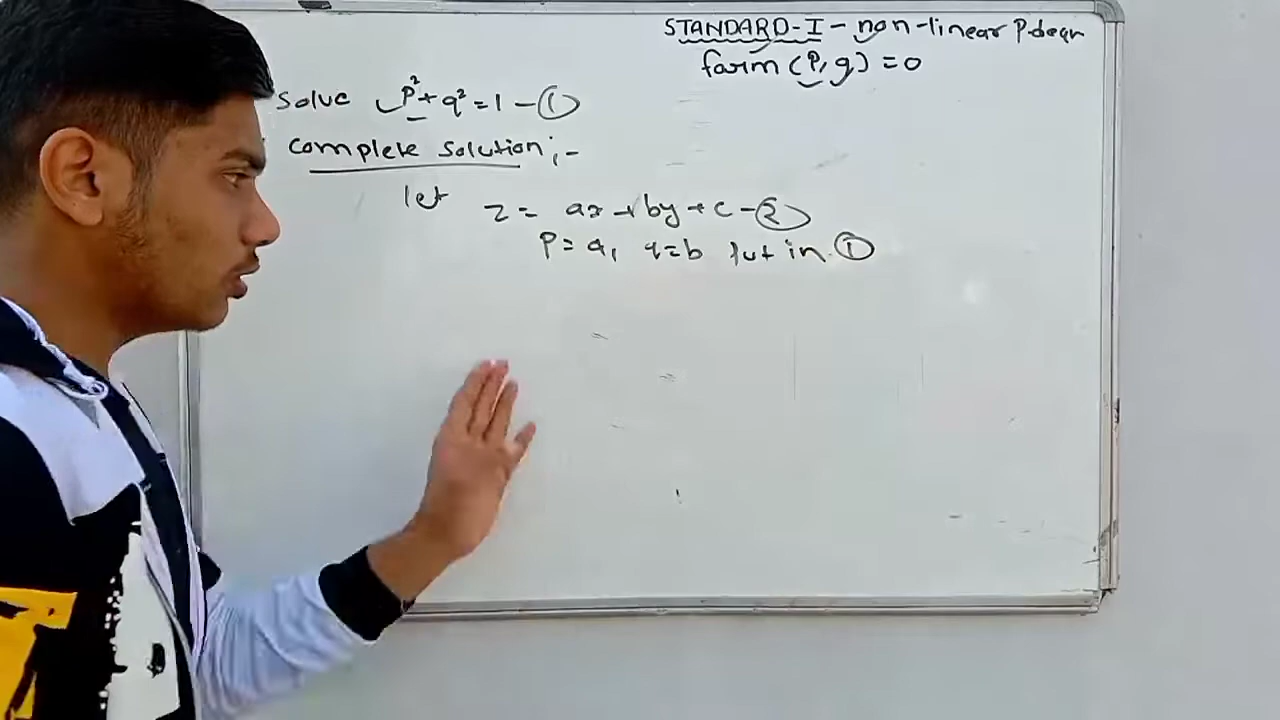 STANDARD-I - non-linear P.deqn
form (P, q) = 0
Solve p² + q² = 1 - ①
Complete solution ;-
let z = ax + by + c - ②
P = a, q = b put in ①